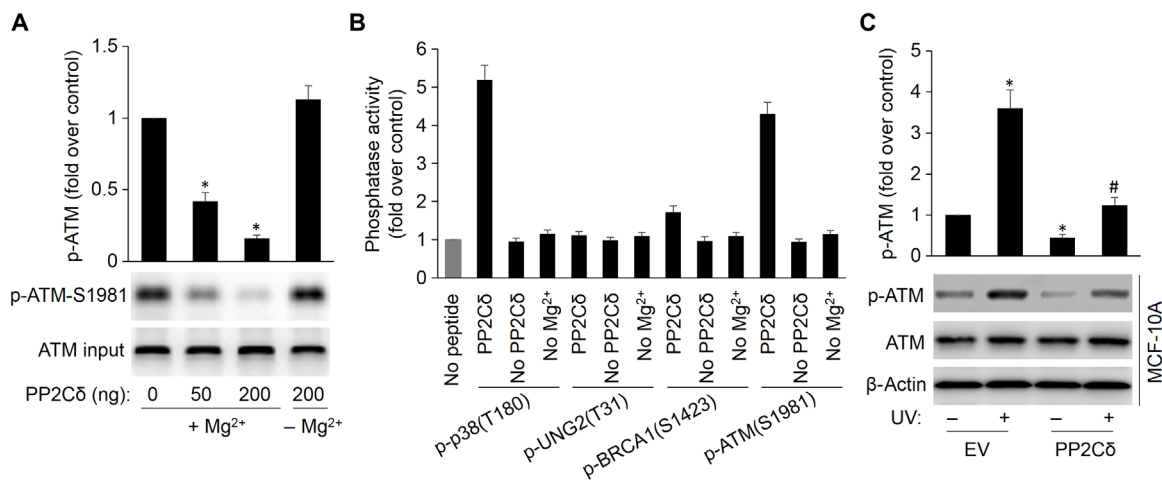 A
p-ATM (fold over control)
1.5
1
0.5
0
*
*
p-ATM-S1981
ATM input
PP2Cδ (ng): 0 50 200 200
+ Mg²⁺ – Mg²⁺
B
Phosphatase activity
(fold over control)
6
5
4
3
2
1
0
No peptide
PP2Cδ
No PP2Cδ
No Mg²⁺
PP2Cδ
No PP2Cδ
No Mg²⁺
PP2Cδ
No PP2Cδ
No Mg²⁺
PP2Cδ
No PP2Cδ
No Mg²⁺
p-p38(T180)
p-UNG2(T31)
p-BRCA1(S1423)
p-ATM(S1981)
C
p-ATM (fold over control)
5
4
3
2
1
0
*
*
#
p-ATM
ATM
β-Actin
MCF-10A
UV: – + – +
EV PP2Cδ